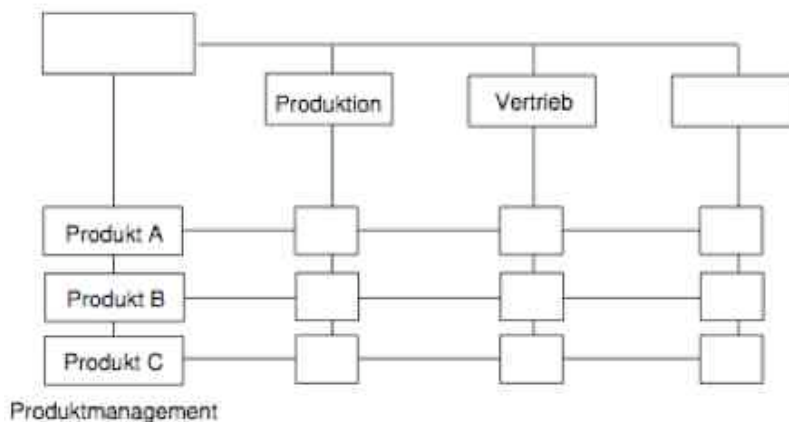 Produktion
Vertrieb
Produkt A
Produkt B
Produkt C
Produktmanagement